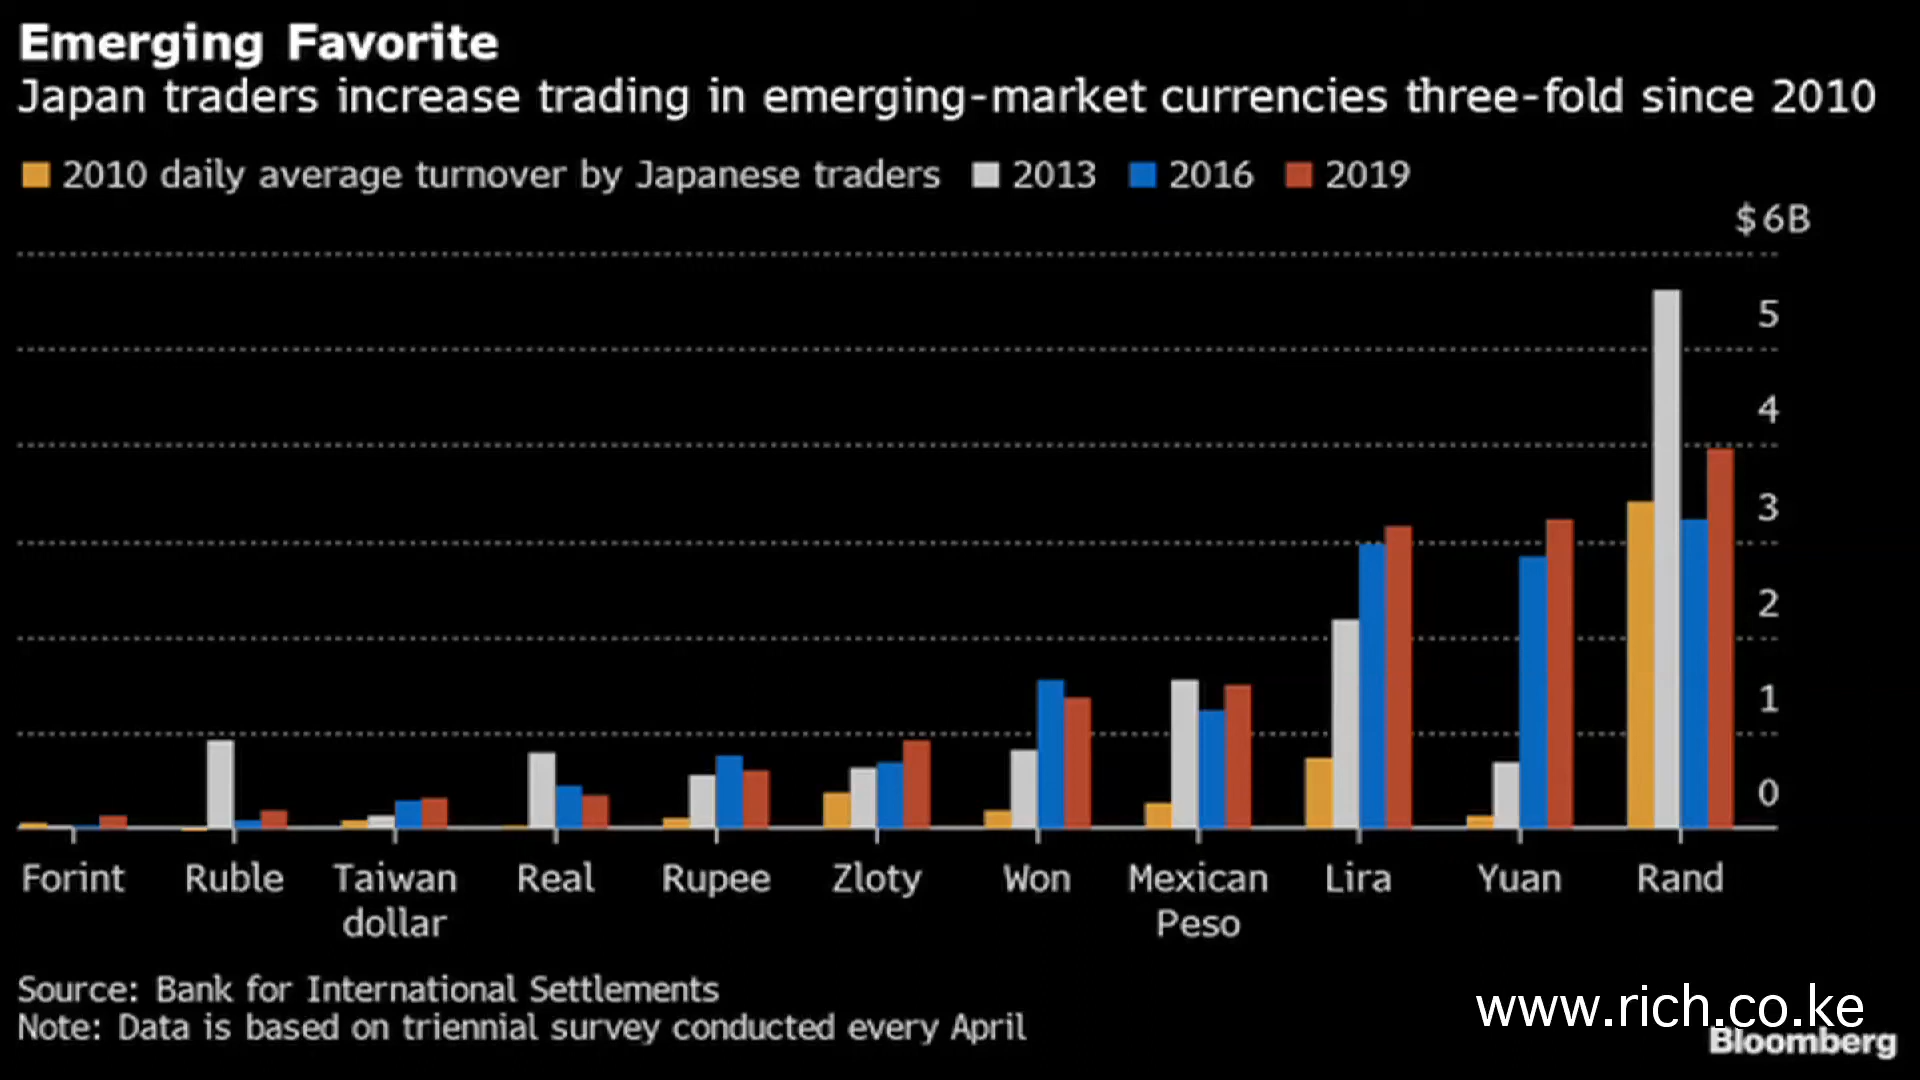 Emerging Favorite
Japan traders increase trading in emerging-market currencies three-fold since 2010
2010 daily average turnover by Japanese traders 2013 2016 2019
$6B
5
4
3
2
1
0
Forint Ruble Taiwan dollar Real Rupee Zloty Won Mexican Peso Lira Yuan Rand
Source: Bank for International Settlements
Note: Data is based on triennial survey conducted every April
www.rich.co.ke
Bloomberg